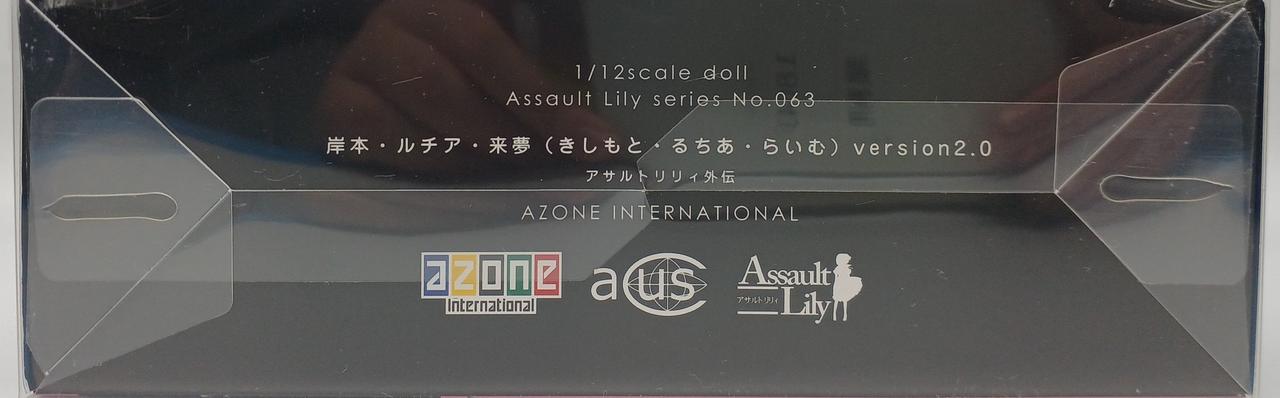 1/12scale doll
Assault Lily series No.063
岸本・ルチア・来夢（きしもと・るちあ・らいむ）version2.0
アサルトリリィ外伝
AZONE INTERNATIONAL
azone
International
acus
Assault
アサルトリリィ
Lily